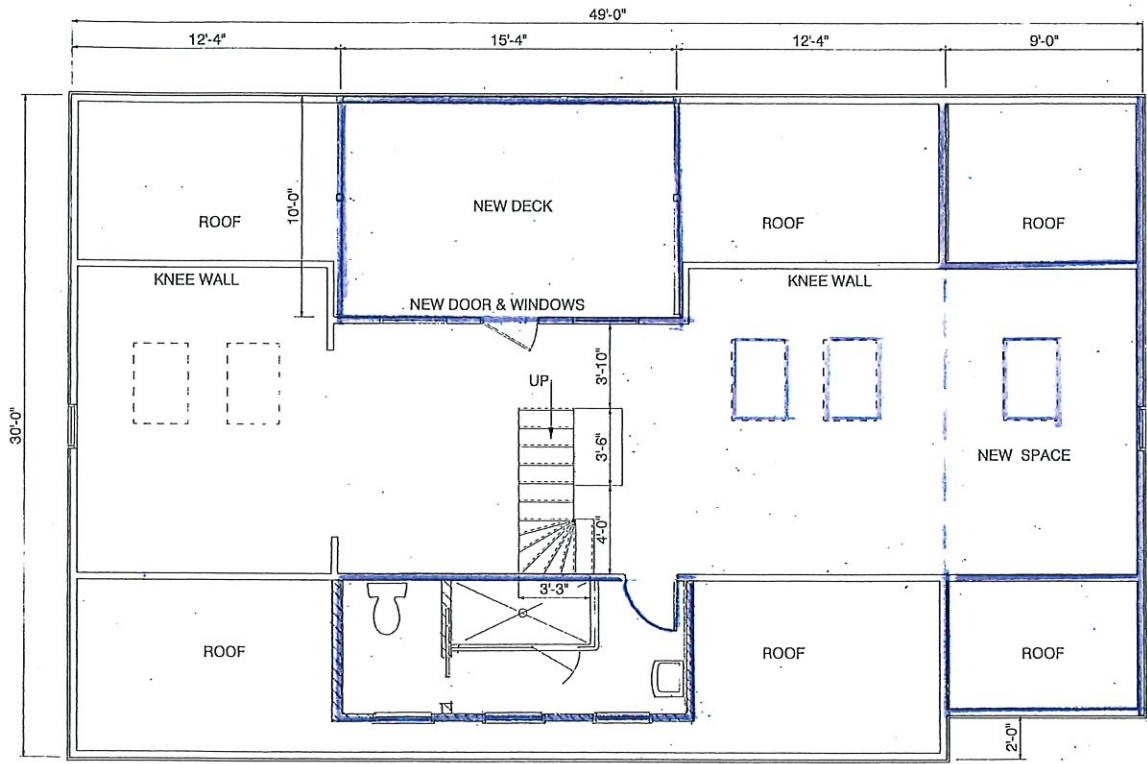 49'-0"
12'-4"
15'-4"
12'-4"
9'-0"
10'-0"
30'-0"
ROOF
NEW DECK
ROOF
ROOF
KNEE WALL
NEW DOOR & WINDOWS
KNEE WALL
3'-10"
UP
3'-6"
NEW SPACE
4'-0"
3'-3"
ROOF
ROOF
ROOF
2'-0"